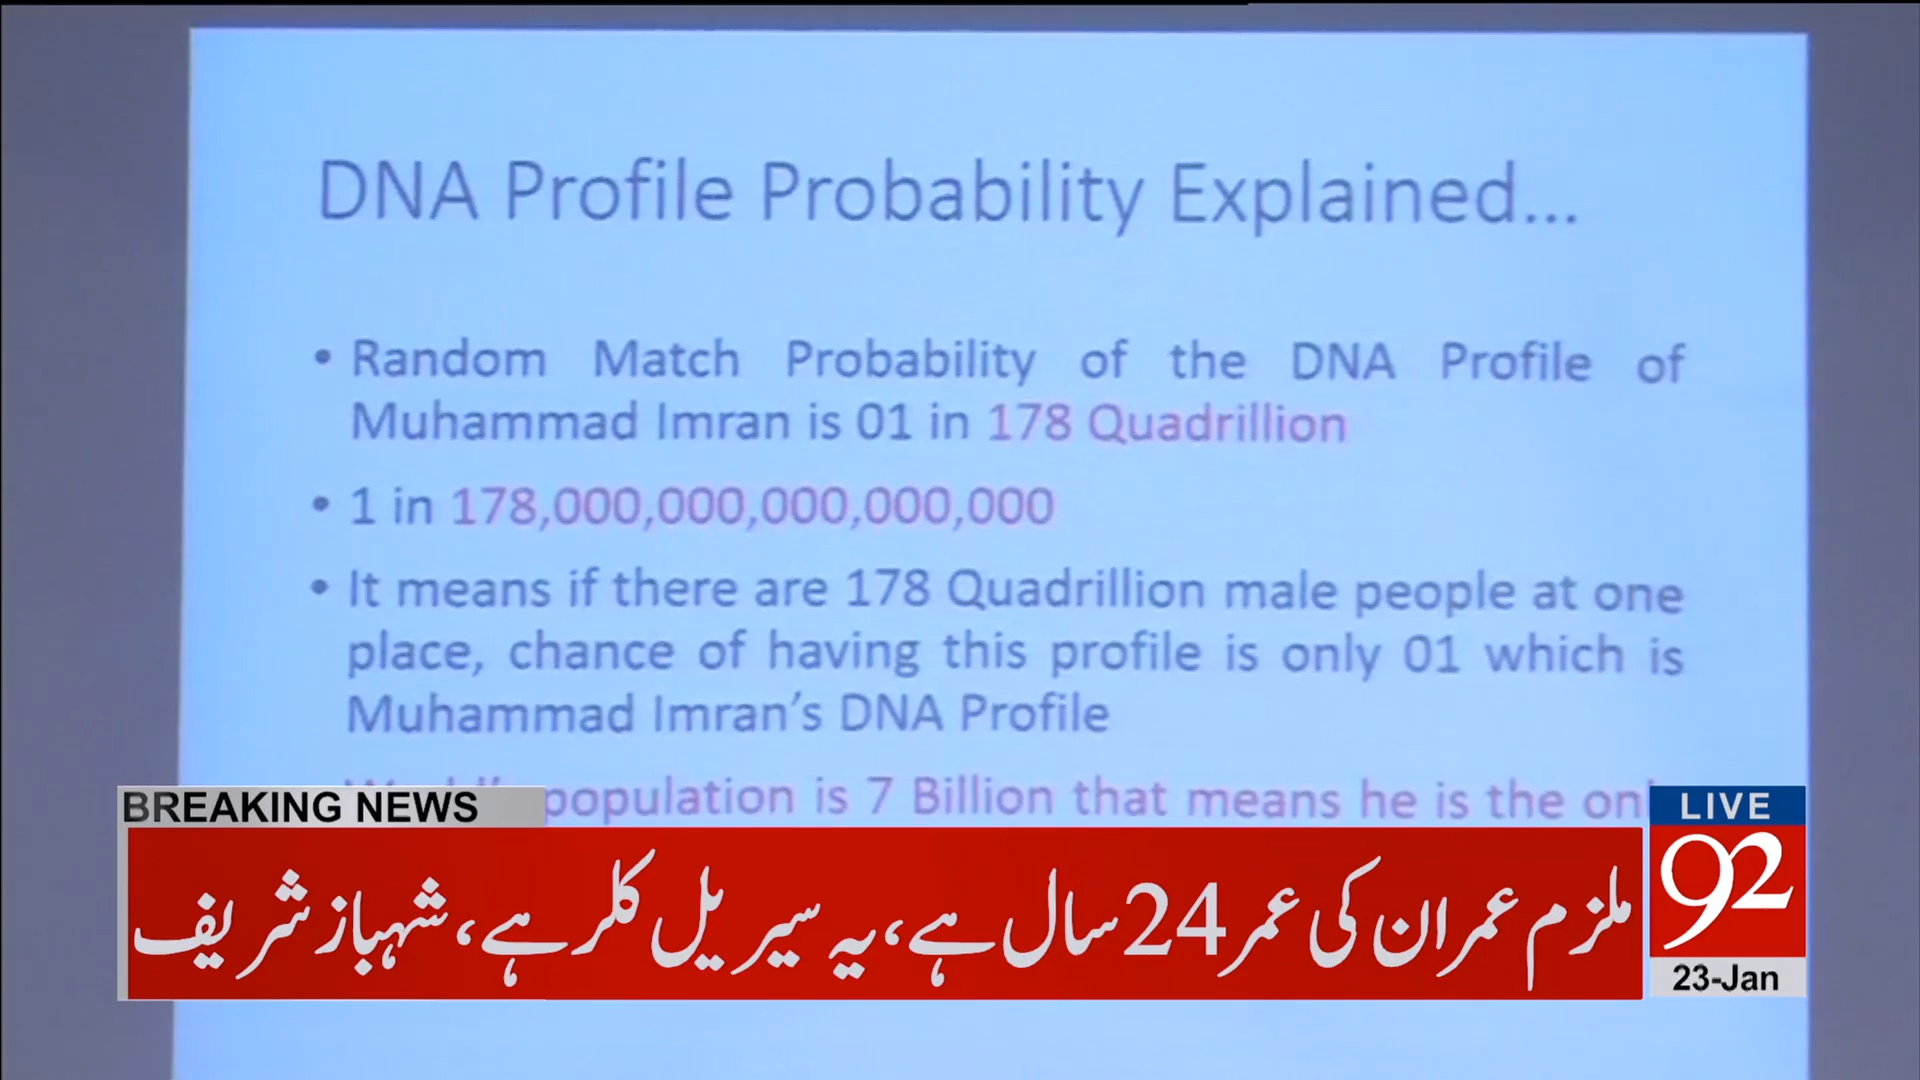 DNA Profile Probability Explained...
• Random Match Probability of the DNA Profile of
Muhammad Imran is 01 in 178 Quadrillion
• 1 in 178,000,000,000,000,000
• It means if there are 178 Quadrillion male people at one
place, chance of having this profile is only 01 which is
Muhammad Imran's DNA Profile
population is 7 Billion that means he is the
BREAKING NEWS
ملزم عمران کی عمر 24 سال ہے، یہ سیریل کلر ہے، شہباز شریف
LIVE
92
23-Jan